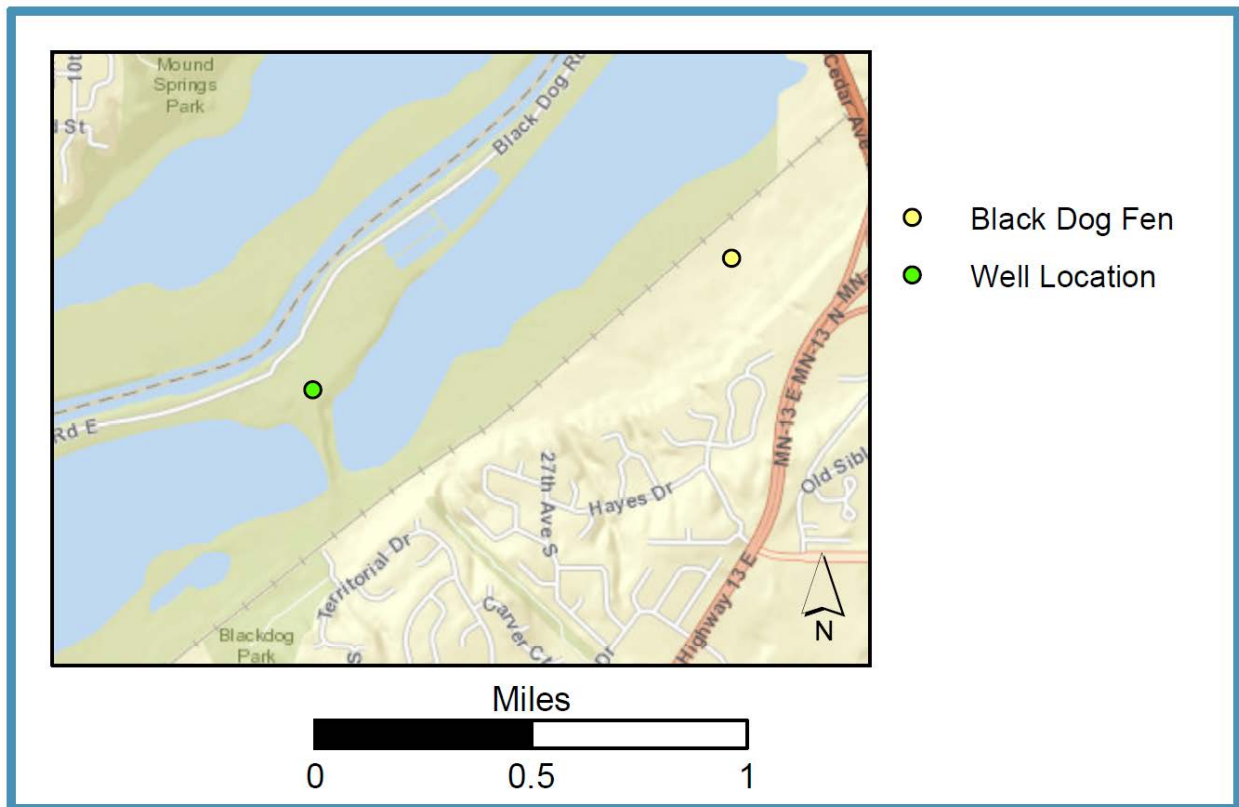 Mound
Springs
Park
10t
l St
Black Dog Rd
Cedar Ave
Rd E
MN-13 E MN-13 N MN-
27th Ave S
Hayes Dr
Old Sibl
Territorial Dr
Carver Ct
Dr
Highway 13 E
Blackdog
Park
S
N
Black Dog Fen
Well Location
Miles
0 0.5 1